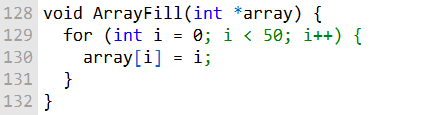 128 void ArrayFill(int *array) {
129   for (int i = 0; i < 50; i++) {
130     array[i] = i;
131   }
132 }